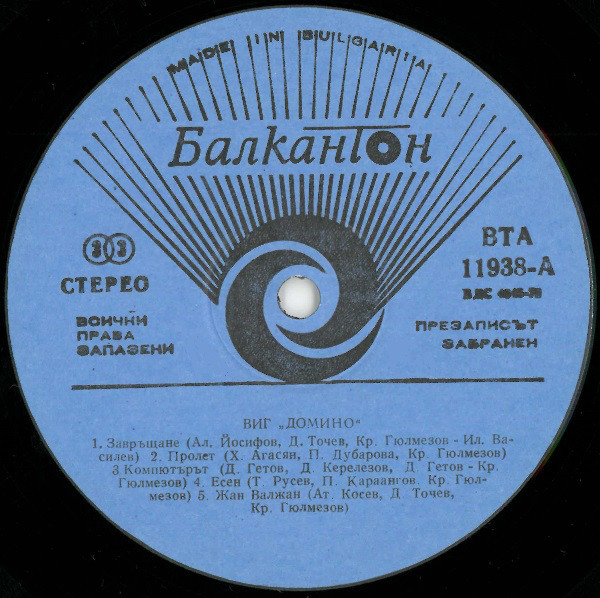 MADE IN BULGARIA
Балкантон
33
СТЕРЕО
ВСИЧКИ
ПРАВА
ЗАПАЗЕНИ
ВТА
11938-А
ПРЕЗАПИСЪТ
ЗАБРАНЕН
ВИГ „ДОМИНО“
1. Завръщане (Ал. Йосифов, Д. Точев, Кр. Гюлмезов - Ил. Ва-
силев) 2. Пролет (Х. Агасян, П. Дубарова, Кр. Гюлмезов)
3 Компютърът (Д. Гетов, Д. Керелезов, Д Гетов - Кр.
Гюлмезов) 4. Есен (Т. Русев, П. Караангов, Кр. Гюл-
мезов) 5. Жан Валжан (Ат. Косев, Д. Точев,
Кр. Гюлмезов)